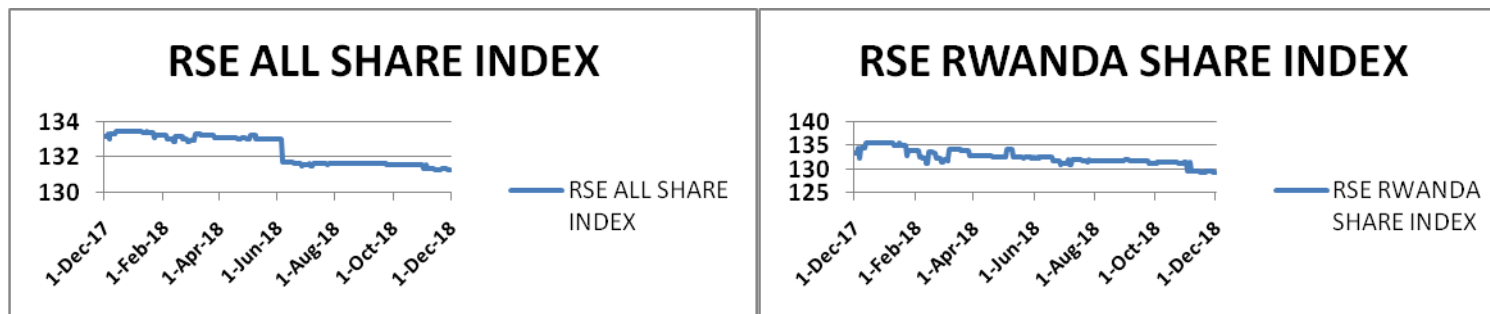 RSE ALL SHARE INDEX
134
132
130
1-Dec-17
1-Feb-18
1-Apr-18
1-Jun-18
1-Aug-18
1-Oct-18
1-Dec-18
RSE ALL SHARE
INDEX
RSE RWANDA SHARE INDEX
140
135
130
125
1-Dec-17
1-Feb-18
1-Apr-18
1-Jun-18
1-Aug-18
1-Oct-18
1-Dec-18
RSE RWANDA
SHARE INDEX